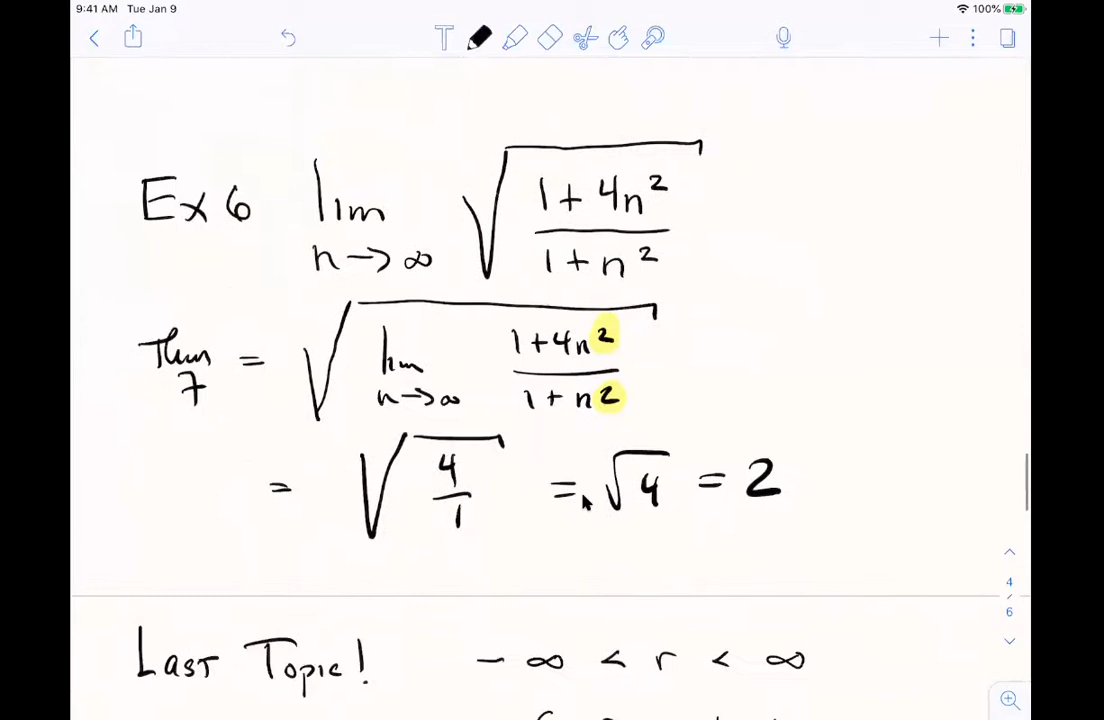 9:41 AM Tue Jan 9 100%
T
Ex 6 lim n→∞ √((1+4n²)/(1+n²))
Thm 7 = √(lim n→∞ (1+4n²)/(1+n²))
= √(4/1) = √4 = 2
4
/
6
Last Topic! -∞ < r < ∞